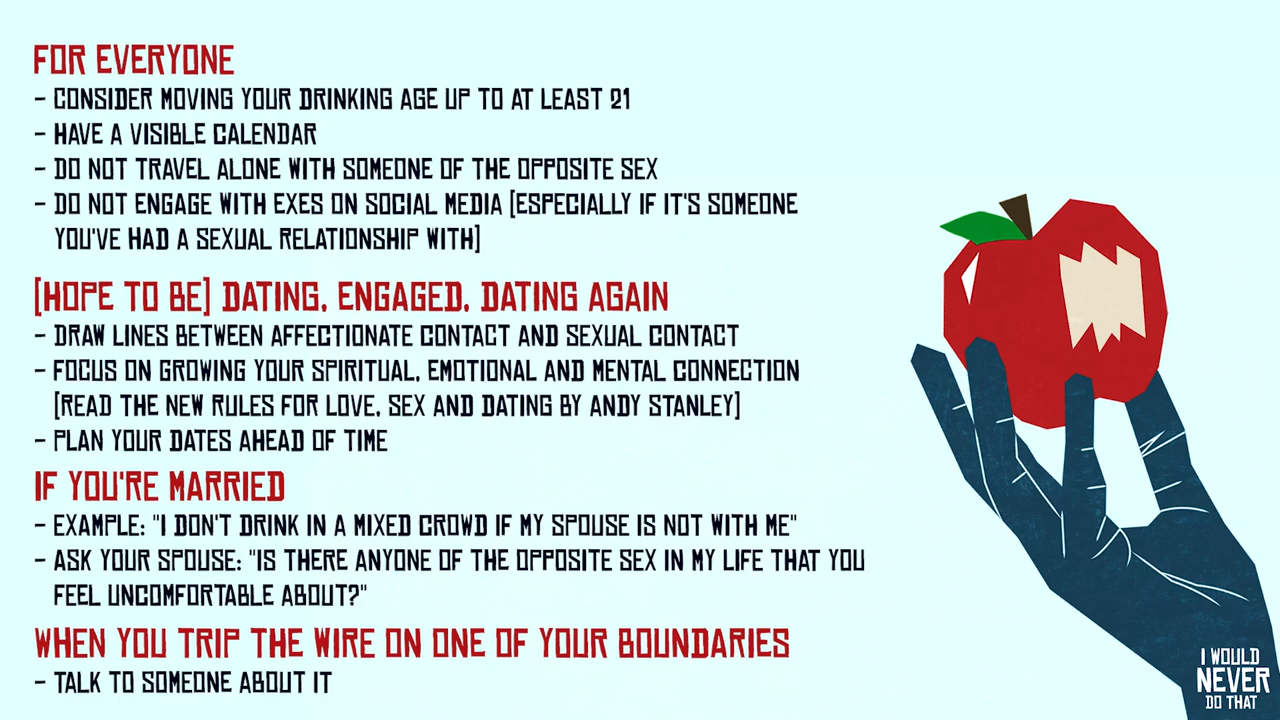 FOR EVERYONE
- CONSIDER MOVING YOUR DRINKING AGE UP TO AT LEAST 21
- HAVE A VISIBLE CALENDAR
- DO NOT TRAVEL ALONE WITH SOMEONE OF THE OPPOSITE SEX
- DO NOT ENGAGE WITH EXES ON SOCIAL MEDIA [ESPECIALLY IF IT'S SOMEONE
YOU'VE HAD A SEXUAL RELATIONSHIP WITH]
[HOPE TO BE] DATING, ENGAGED, DATING AGAIN
- DRAW LINES BETWEEN AFFECTIONATE CONTACT AND SEXUAL CONTACT
- FOCUS ON GROWING YOUR SPIRITUAL, EMOTIONAL AND MENTAL CONNECTION
[READ THE NEW RULES FOR LOVE, SEX AND DATING BY ANDY STANLEY]
- PLAN YOUR DATES AHEAD OF TIME
IF YOU'RE MARRIED
- EXAMPLE: "I DON'T DRINK IN A MIXED CROWD IF MY SPOUSE IS NOT WITH ME"
- ASK YOUR SPOUSE: "IS THERE ANYONE OF THE OPPOSITE SEX IN MY LIFE THAT YOU
FEEL UNCOMFORTABLE ABOUT?"
WHEN YOU TRIP THE WIRE ON ONE OF YOUR BOUNDARIES
- TALK TO SOMEONE ABOUT IT
I WOULD
NEVER
DO THAT